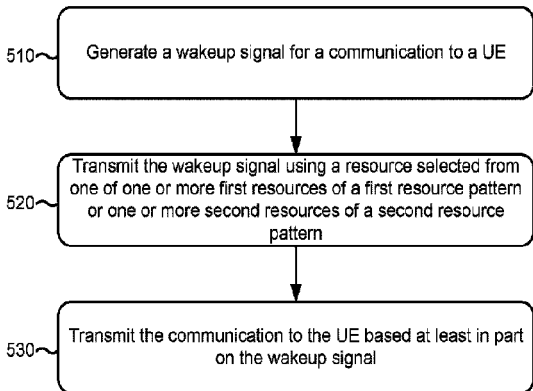 510
Generate a wakeup signal for a communication to a UE
520
Transmit the wakeup signal using a resource selected from
one of one or more first resources of a first resource pattern
or one or more second resources of a second resource
pattern
530
Transmit the communication to the UE based at least in part
on the wakeup signal